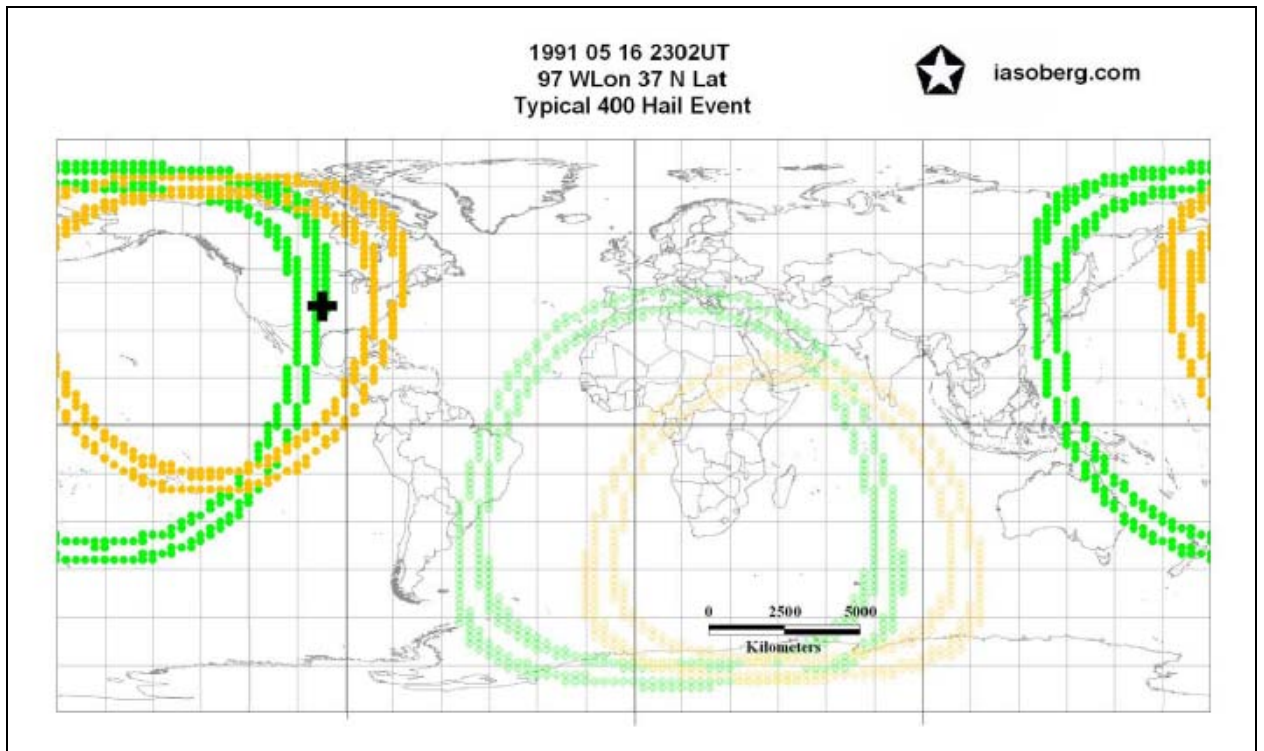 1991 05 16 2302UT
97 WLon 37 N Lat
Typical 400 Hail Event
iasoberg.com
0 2500 5000
Kilometers